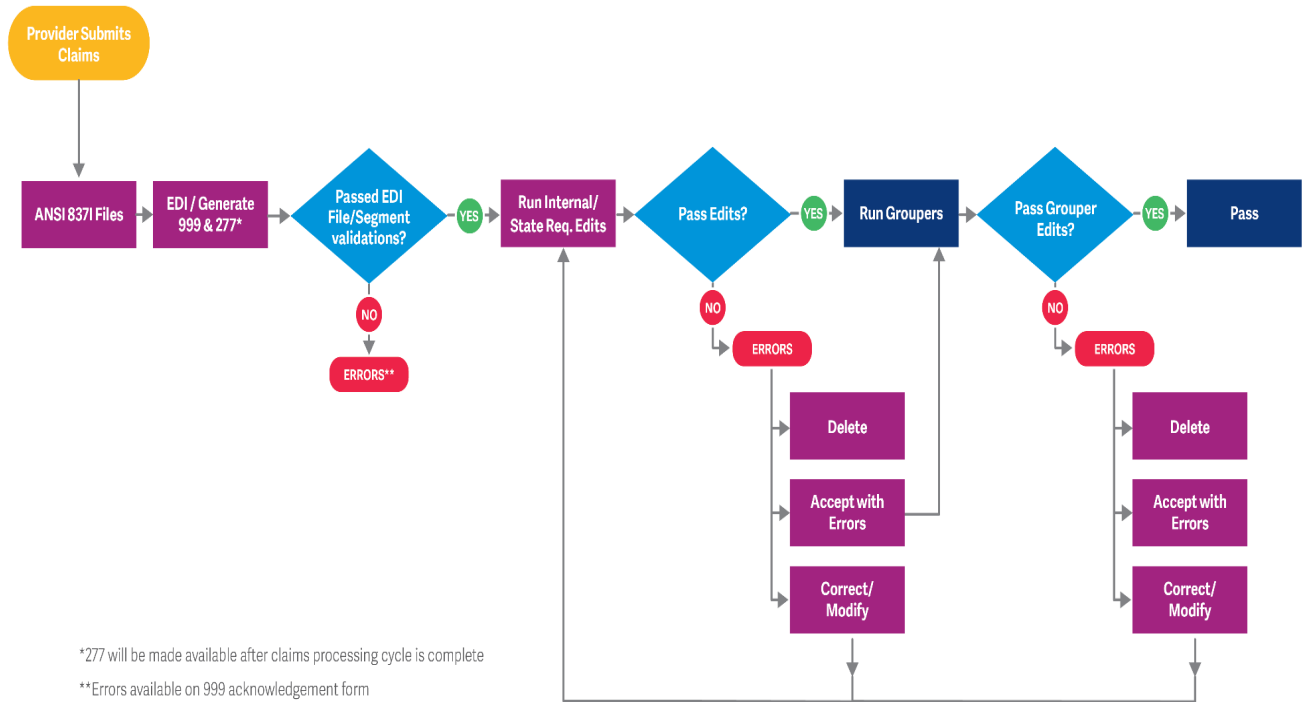 Provider Submits
Claims
ANSI 837I Files
EDI / Generate
999 & 277*
Passed EDI
File/Segment
validations?
YES
NO
ERRORS**
Run Internal/
State Req. Edits
Pass Edits?
YES
NO
ERRORS
Delete
Accept with
Errors
Correct/
Modify
Run Groupers
Pass Grouper
Edits?
YES
NO
ERRORS
Delete
Accept with
Errors
Correct/
Modify
Pass
*277 will be made available after claims processing cycle is complete
**Errors available on 999 acknowledgement form